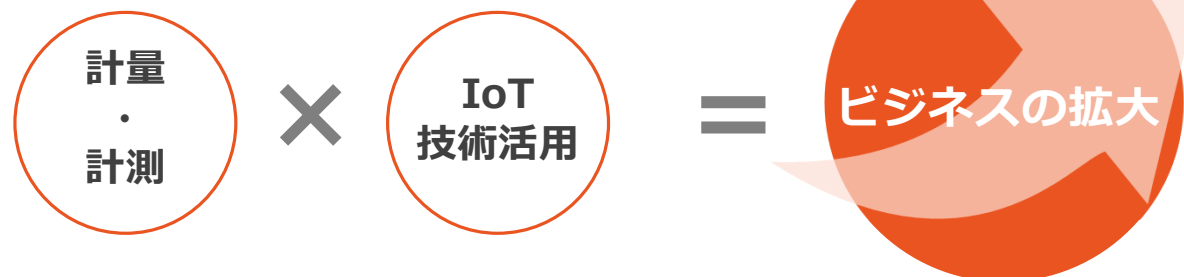 計量
・
計測
×
IoT
技術活用
=
ビジネスの拡大